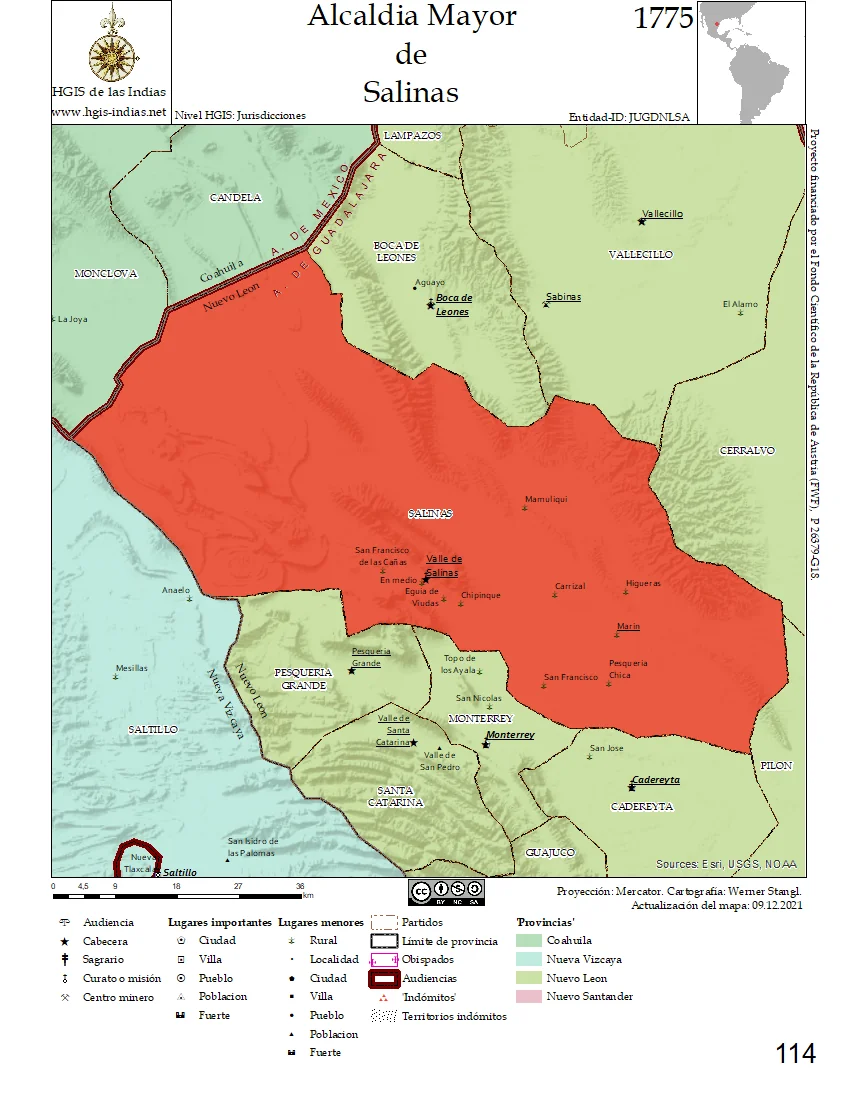 Alcaldia Mayor
de
Salinas
1775
HGIS de las Indias
www.hgis-indias.net
Nivel HGIS: Jurisdicciones
Entidad-ID: JUGDNLSA
Proyecto financiado por el Fondo Científico de la República de Austria (FWF), P 26379-G18.
LAMPAZOS
CANDELA
A. DE MEXICO
A. DE GUADALAJARA
Vallecillo
BOCA DE
LEONES
VALLECILLO
MONCLOVA
Coahuila
Nuevo Leon
Aguayo
Boca de
Leones
Sabinas
El Alamo
La Joya
CERRALVO
Mamuliqui
SALINAS
San Francisco
de las Cañas
Valle de
Salinas
En medio
Eguia de
Viudas
Chipinque
Carrizal
Higueras
Anaelo
Marin
Pesqueria
Grande
Topo de
los Ayala
Pesqueria
Chica
Mesillas
PESQUERIA
GRANDE
San Francisco
Nueva Vizcaya
Nuevo Leon
San Nicolas
Valle de
Santa
Catarina
MONTERREY
Monterrey
SALTILLO
Valle de
San Pedro
San Jose
PILON
Cadereyta
SANTA
CATARINA
CADEREYTA
San Isidro de
las Palomas
GUAJUCO
Nueva
Tlaxcala
Saltillo
Sources: Esri, USGS, NOAA
0 4,5 9 18 27 36
km
cc
BY NC SA
Proyección: Mercator. Cartografía: Werner Stangl.
Actualización del mapa: 09.12.2021
Audiencia
Cabecera
Sagrario
Curato o misión
Centro minero
Lugares importantes
Ciudad
Villa
Pueblo
Poblacion
Fuerte
Lugares menores
Rural
Localidad
Ciudad
Villa
Pueblo
Poblacion
Fuerte
Partidos
Límite de provincia
Obispados
Audiencias
'Indómitos'
Territorios indómitos
'Provincias'
Coahuila
Nueva Vizcaya
Nuevo Leon
Nuevo Santander
114